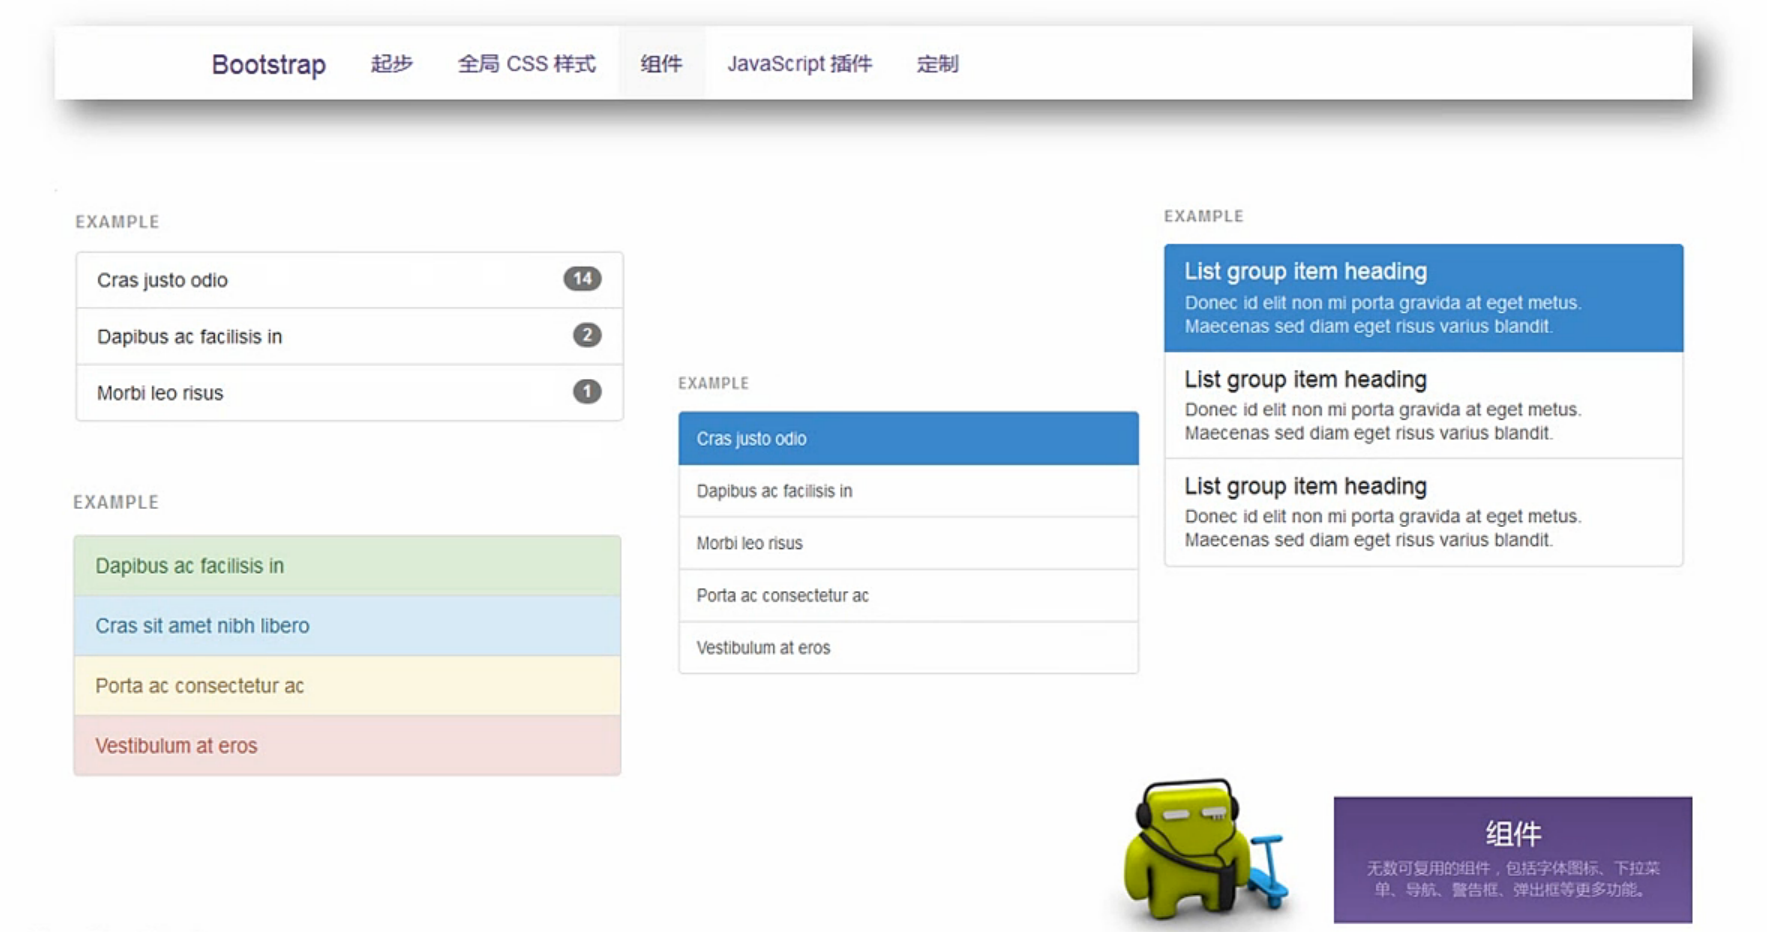 Bootstrap 起步 全局 CSS 样式 组件 JavaScript 插件 定制
EXAMPLE
Cras justo odio 14
Dapibus ac facilisis in 2
Morbi leo risus 1
EXAMPLE
Dapibus ac facilisis in
Cras sit amet nibh libero
Porta ac consectetur ac
Vestibulum at eros
EXAMPLE
Cras justo odio
Dapibus ac facilisis in
Morbi leo risus
Porta ac consectetur ac
Vestibulum at eros
EXAMPLE
List group item heading
Donec id elit non mi porta gravida at eget metus.
Maecenas sed diam eget risus varius blandit.
List group item heading
Donec id elit non mi porta gravida at eget metus.
Maecenas sed diam eget risus varius blandit.
List group item heading
Donec id elit non mi porta gravida at eget metus.
Maecenas sed diam eget risus varius blandit.
组件
无数可复用的组件，包括字体图标、下拉菜
单、导航、警告框、弹出框等更多功能。